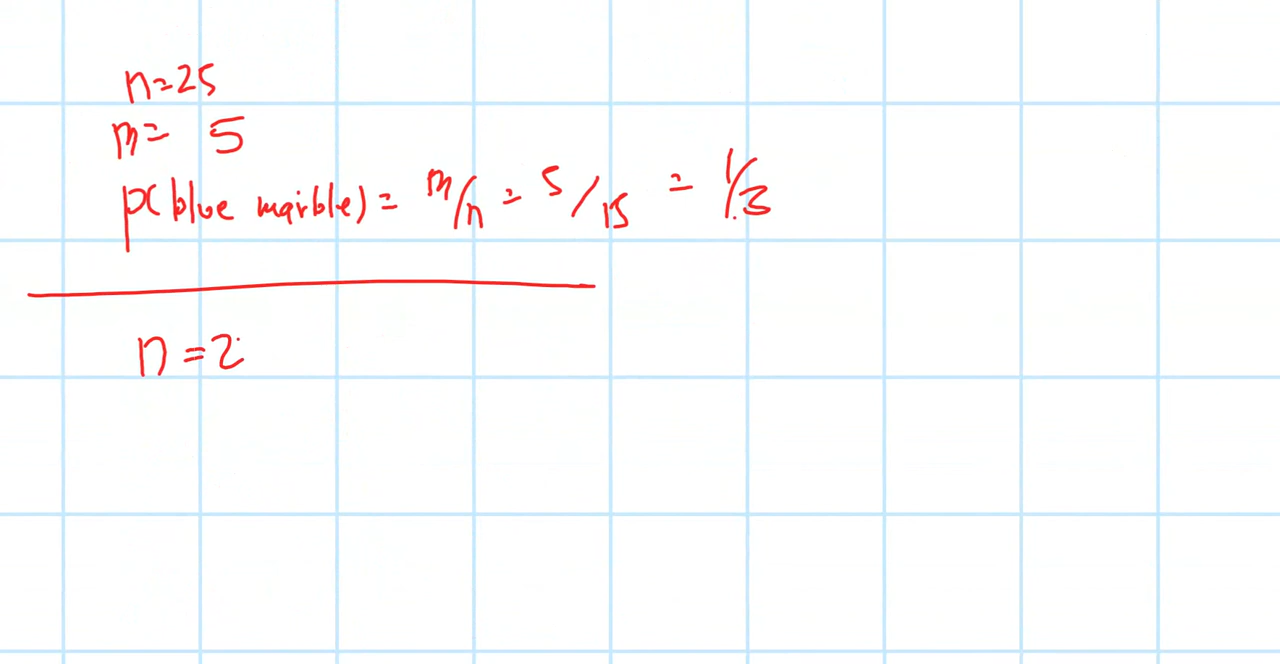 n=25
m= 5
p(blue marble) = m/n = 5/15 = 1/3
n=2